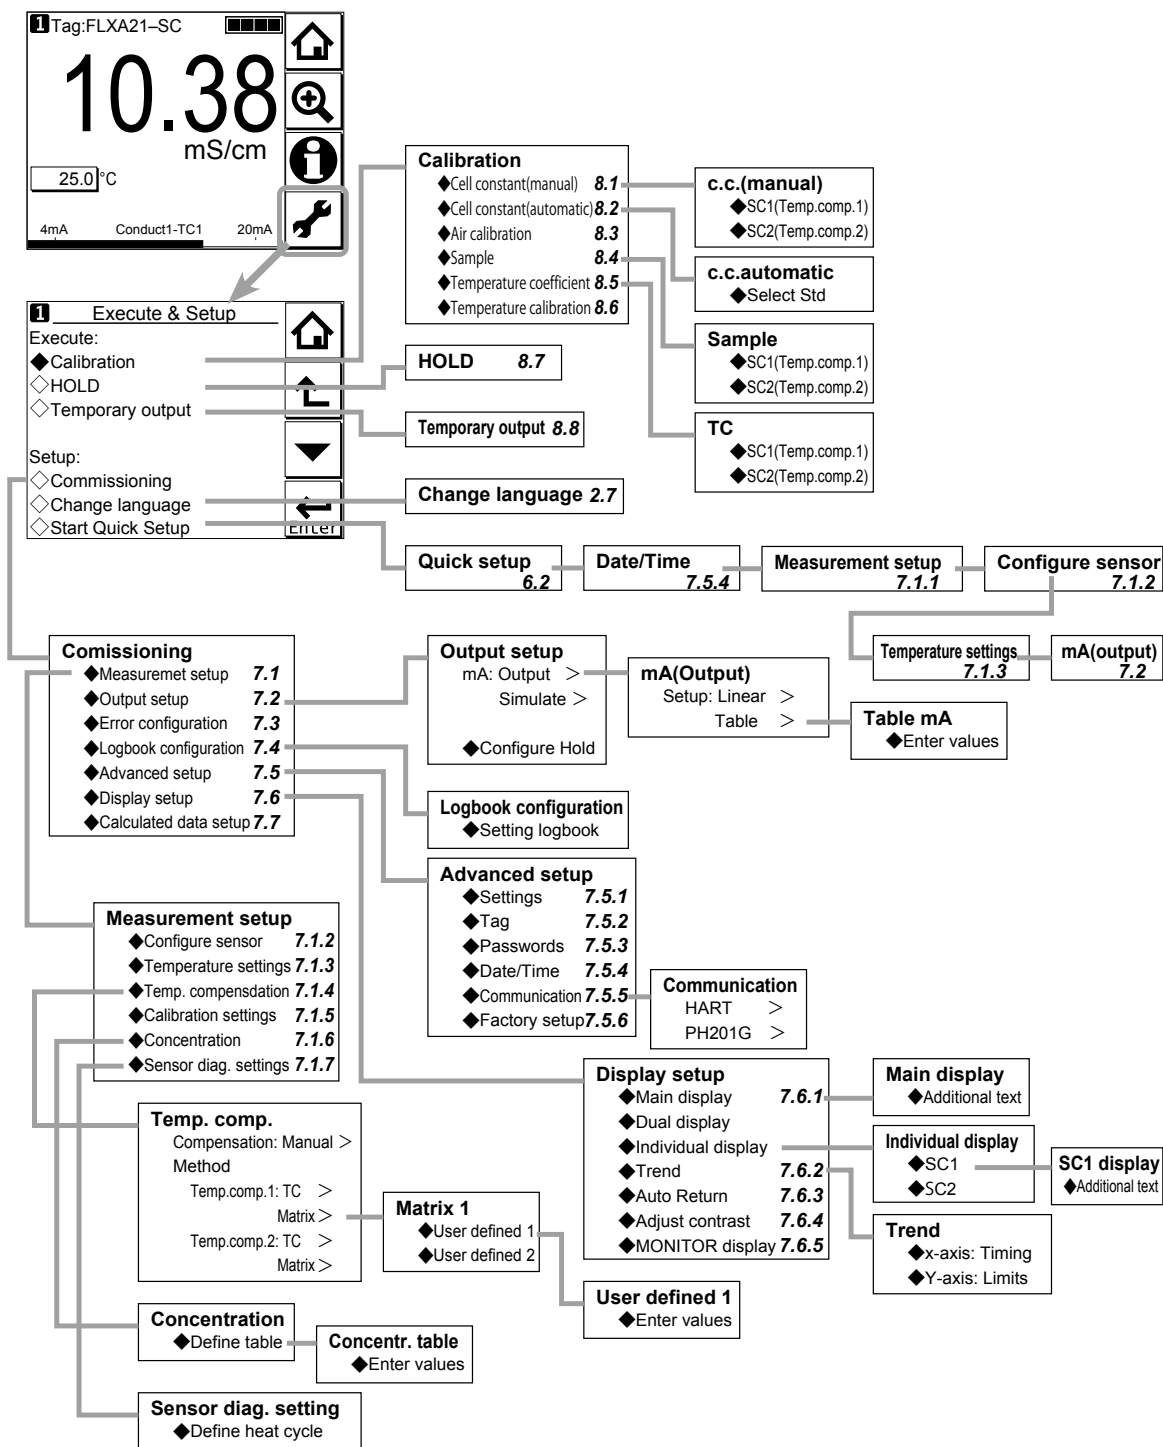 1 Tag:FLXA21–SC
10.38
mS/cm
25.0 °C
4mA Conduct1-TC1 20mA
1 Execute & Setup
Execute:
◆Calibration
◇HOLD
◇Temporary output
Setup:
◇Commissioning
◇Change language
◇Start Quick Setup
Enter
Calibration
◆Cell constant(manual) 8.1
◆Cell constant(automatic) 8.2
◆Air calibration 8.3
◆Sample 8.4
◆Temperature coefficient 8.5
◆Temperature calibration 8.6
c.c.(manual)
◆SC1(Temp.comp.1)
◆SC2(Temp.comp.2)
c.c.automatic
◆Select Std
Sample
◆SC1(Temp.comp.1)
◆SC2(Temp.comp.2)
TC
◆SC1(Temp.comp.1)
◆SC2(Temp.comp.2)
HOLD 8.7
Temporary output 8.8
Change language 2.7
Quick setup
6.2
Date/Time
7.5.4
Measurement setup
7.1.1
Configure sensor
7.1.2
Temperature settings
7.1.3
mA(output)
7.2
Comissioning
◆Measuremet setup 7.1
◆Output setup 7.2
◆Error configuration 7.3
◆Logbook configuration 7.4
◆Advanced setup 7.5
◆Display setup 7.6
◆Calculated data setup 7.7
Output setup
mA: Output >
Simulate >
◆Configure Hold
mA(Output)
Setup: Linear >
Table >
Table mA
◆Enter values
Logbook configuration
◆Setting logbook
Advanced setup
◆Settings 7.5.1
◆Tag 7.5.2
◆Passwords 7.5.3
◆Date/Time 7.5.4
◆Communication 7.5.5
◆Factory setup 7.5.6
Communication
HART >
PH201G >
Measurement setup
◆Configure sensor 7.1.2
◆Temperature settings 7.1.3
◆Temp. compensdation 7.1.4
◆Calibration settings 7.1.5
◆Concentration 7.1.6
◆Sensor diag. settings 7.1.7
Display setup
◆Main display 7.6.1
◆Dual display
◆Individual display
◆Trend 7.6.2
◆Auto Return 7.6.3
◆Adjust contrast 7.6.4
◆MONITOR display 7.6.5
Main display
◆Additional text
Individual display
◆SC1
◆SC2
SC1 display
◆Additional text
Trend
◆x-axis: Timing
◆Y-axis: Limits
Temp. comp.
Compensation: Manual >
Method
Temp.comp.1: TC >
Matrix >
Temp.comp.2: TC >
Matrix >
Matrix 1
◆User defined 1
◆User defined 2
User defined 1
◆Enter values
Concentration
◆Define table
Concentr. table
◆Enter values
Sensor diag. setting
◆Define heat cycle